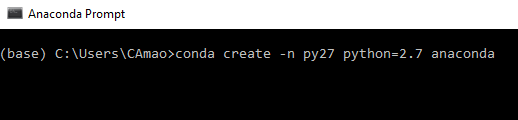 Anaconda Prompt
(base) C:\Users\CAmao>conda create -n py27 python=2.7 anaconda